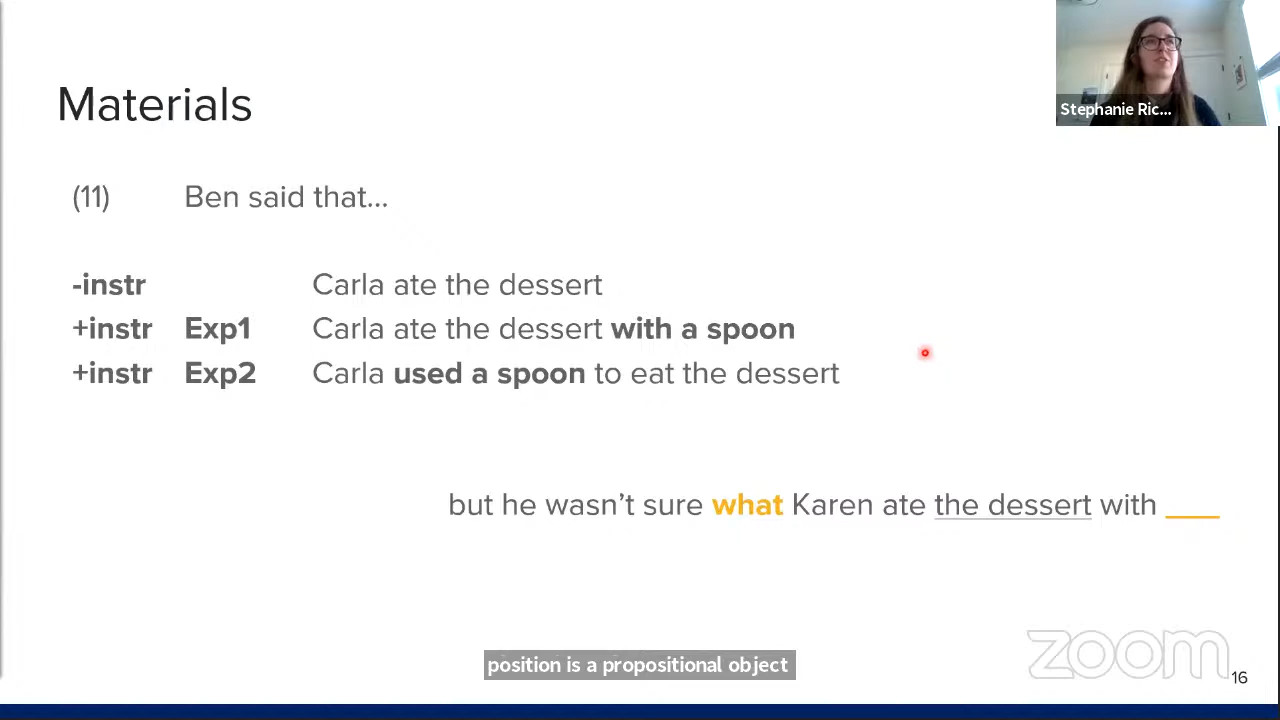 Stephanie Ric...
Materials
(11) Ben said that...
-instr Carla ate the dessert
+instr Exp1 Carla ate the dessert with a spoon
+instr Exp2 Carla used a spoon to eat the dessert
but he wasn't sure what Karen ate the dessert with ____
position is a propositional object
zoom
16